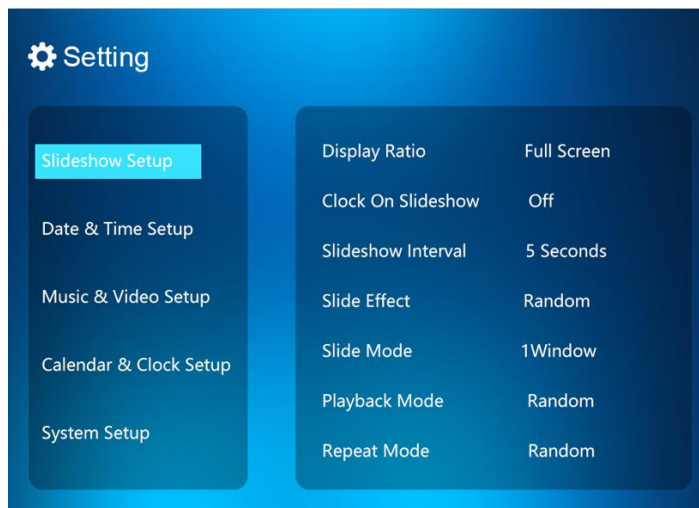 Setting
Slideshow Setup
Date & Time Setup
Music & Video Setup
Calendar & Clock Setup
System Setup
Display Ratio Full Screen
Clock On Slideshow Off
Slideshow Interval 5 Seconds
Slide Effect Random
Slide Mode 1Window
Playback Mode Random
Repeat Mode Random